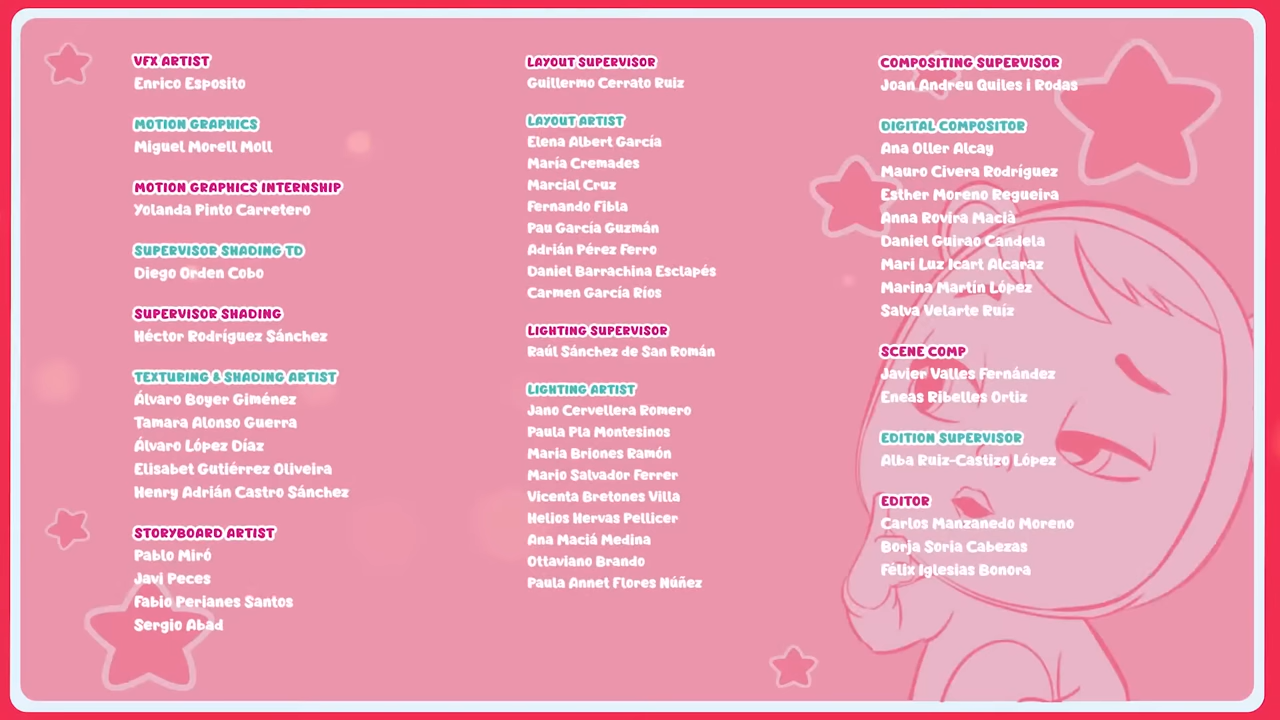 VFX ARTIST
Enrico Esposito
MOTION GRAPHICS
Miguel Morell Moll
MOTION GRAPHICS INTERNSHIP
Yolanda Pinto Carretero
SUPERVISOR SHADING TD
Diego Orden Cobo
SUPERVISOR SHADING
Héctor Rodríguez Sánchez
TEXTURING & SHADING ARTIST
Álvaro Boyer Giménez
Tamara Alonso Guerra
Álvaro López Díaz
Elisabet Gutiérrez Oliveira
Henry Adrián Castro Sánchez
STORYBOARD ARTIST
Pablo Miró
Javi Peces
Fabio Perianes Santos
Sergio Abad
LAYOUT SUPERVISOR
Guillermo Cerrato Ruiz
LAYOUT ARTIST
Elena Albert García
María Cremades
Marcial Cruz
Fernando Fibla
Pau García Guzmán
Adrián Pérez Ferro
Daniel Barrachina Esclapés
Carmen García Ríos
LIGHTING SUPERVISOR
Raúl Sánchez de San Román
LIGHTING ARTIST
Jano Cervellera Romero
Paula Pla Montesinos
Maria Briones Ramón
Mario Salvador Ferrer
Vicenta Bretones Villa
Helios Hervas Pellicer
Ana Maciá Medina
Ottaviano Brando
Paula Annet Flores Núñez
COMPOSITING SUPERVISOR
Joan Andreu Quiles i Rodas
DIGITAL COMPOSITOR
Ana Oller Alcay
Mauro Civera Rodríguez
Esther Moreno Regueira
Anna Rovira Macià
Daniel Guirao Candela
Mari Luz Icart Alcaraz
Marina Martín López
Salva Velarte Ruiz
SCENE COMP
Javier Valles Fernández
Eneas Ribelles Ortiz
EDITION SUPERVISOR
Alba Ruiz-Castizo López
EDITOR
Carlos Manzanedo Moreno
Borja Soria Cabezas
Félix Iglesias Bonora